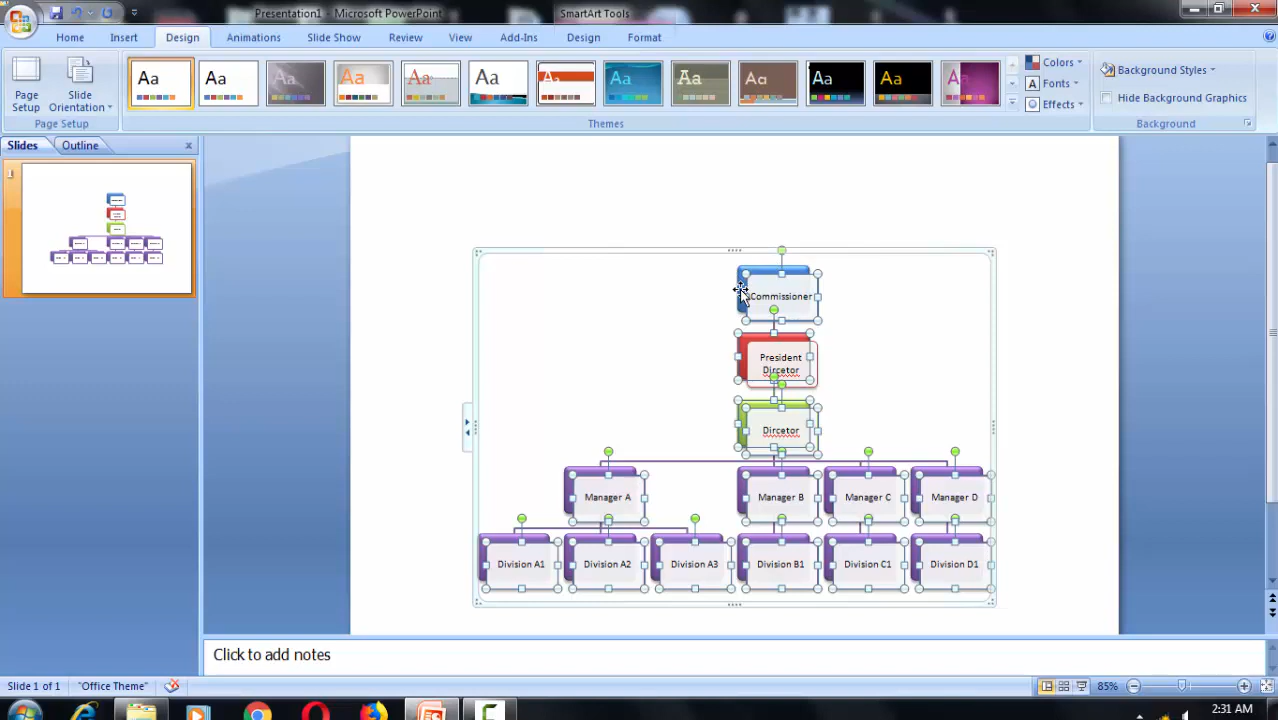 Presentation1 - Microsoft PowerPoint
SmartArt Tools
Home Insert Design Animations Slide Show Review View Add-Ins Design Format
Aa Aa Aa Aa Aa Aa Aa Aa Aa Aa Aa Aa Aa
Page Setup
Slide Orientation
Colors
Fonts
Effects
Background Styles
Hide Background Graphics
Page Setup Themes Background
Slides Outline
1
Commissioner
President
Dircetor
Dircetor
Manager A Manager B Manager C Manager D
Division A1 Division A2 Division A3 Division B1 Division C1 Division D1
Click to add notes
Slide 1 of 1 "Office Theme" 85%
2:31 AM